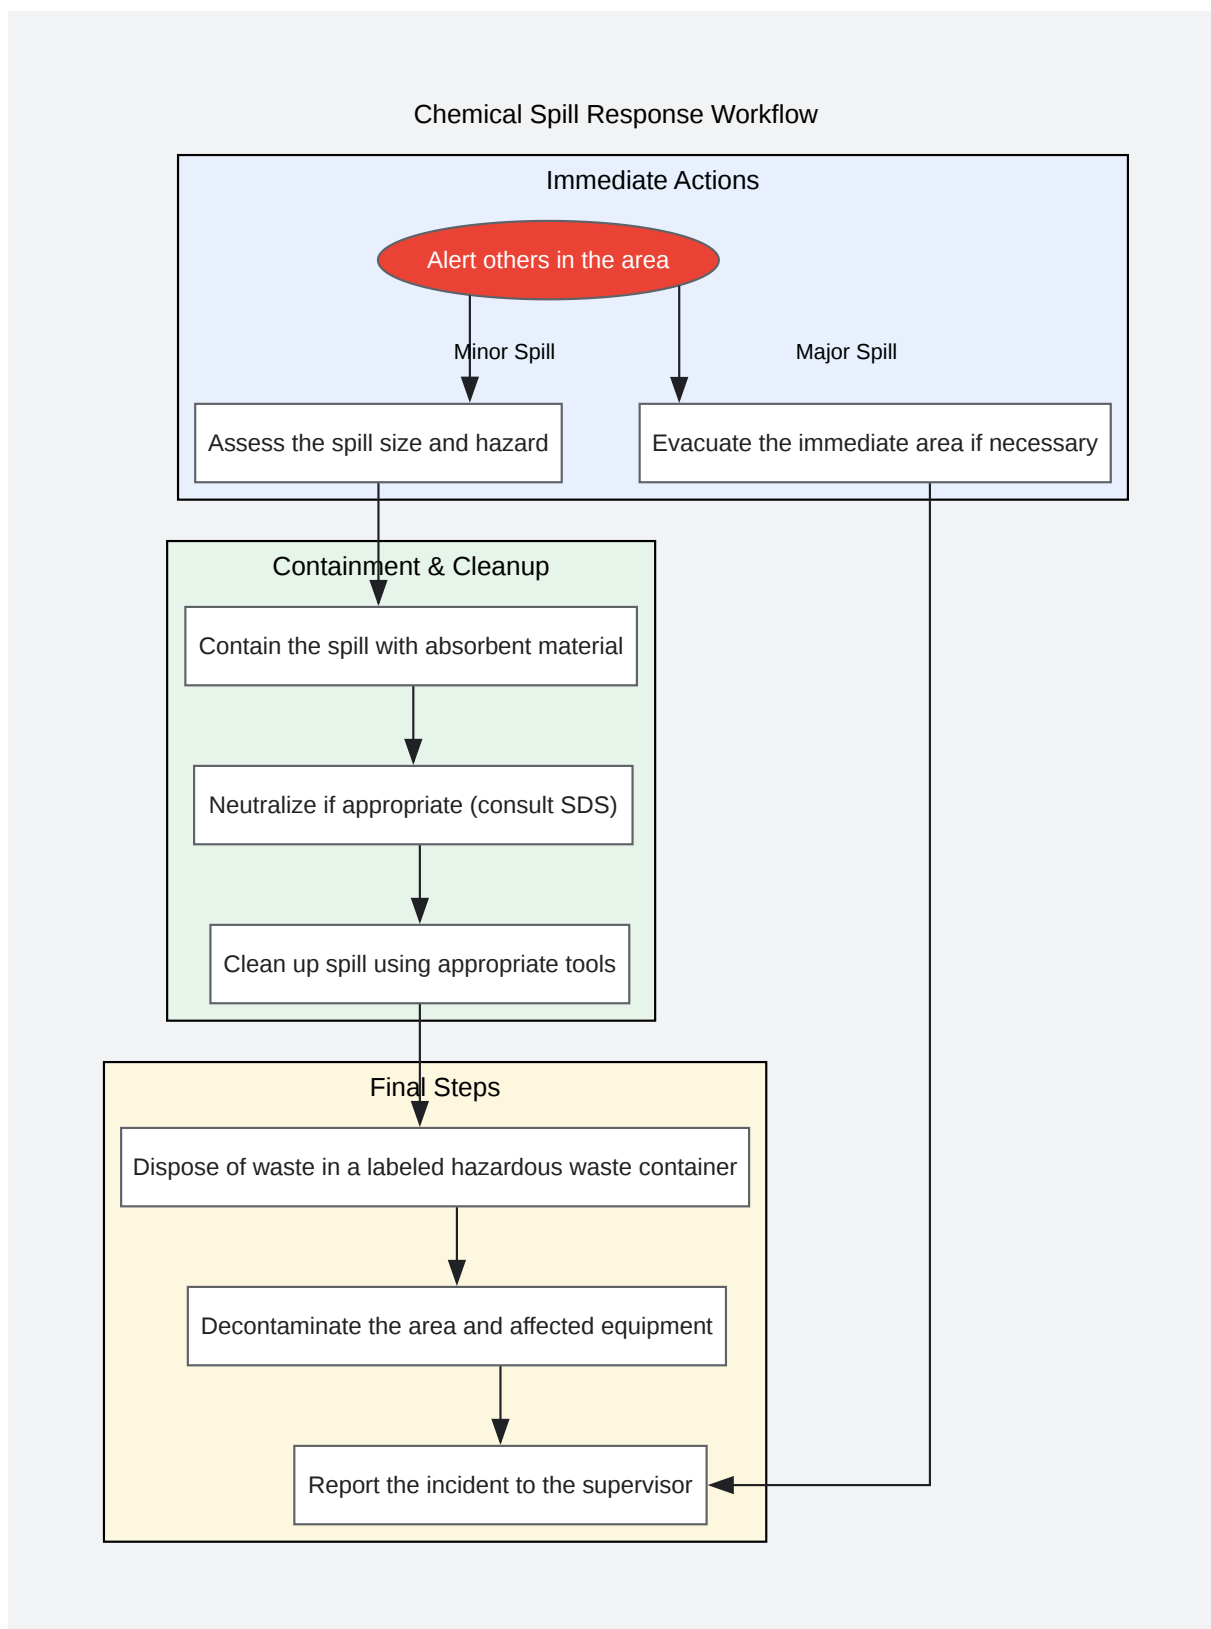 Chemical Spill Response Workflow
Immediate Actions
Alert others in the area
Minor Spill
Major Spill
Assess the spill size and hazard
Evacuate the immediate area if necessary
Containment & Cleanup
Contain the spill with absorbent material
Neutralize if appropriate (consult SDS)
Clean up spill using appropriate tools
Final Steps
Dispose of waste in a labeled hazardous waste container
Decontaminate the area and affected equipment
Report the incident to the supervisor